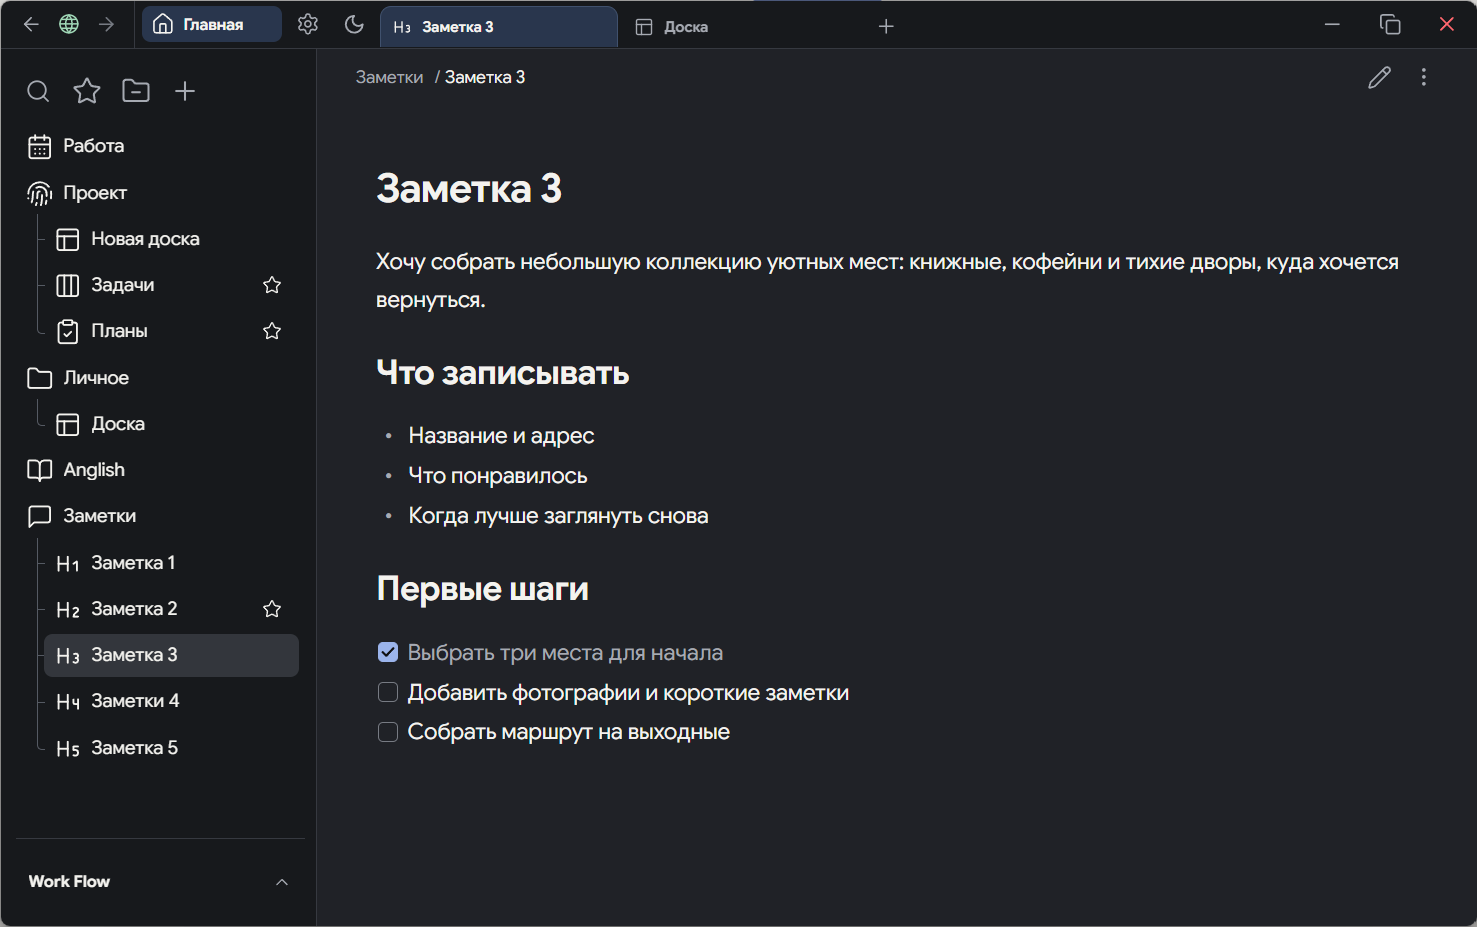 Главная
H3 Заметка 3
Доска
Заметки / Заметка 3
Работа
Проект
Новая доска
Задачи
Планы
Личное
Доска
Anglish
Заметки
H1 Заметка 1
H2 Заметка 2
H3 Заметка 3
H4 Заметки 4
H5 Заметка 5
Work Flow
Заметка 3
Хочу собрать небольшую коллекцию уютных мест: книжные, кофейни и тихие дворы, куда хочется
вернуться.
Что записывать
• Название и адрес
• Что понравилось
• Когда лучше заглянуть снова
Первые шаги
Выбрать три места для начала
Добавить фотографии и короткие заметки
Собрать маршрут на выходные